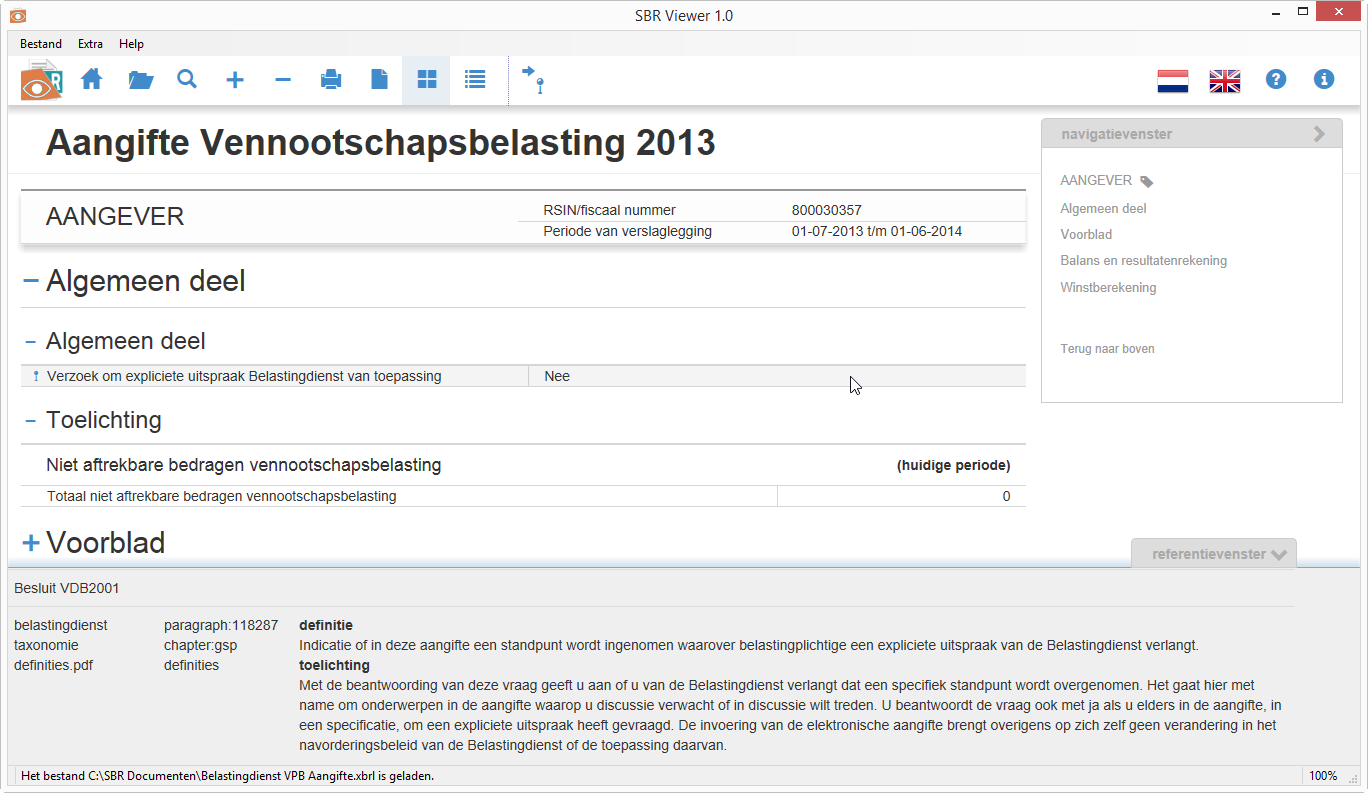 SBR Viewer 1.0
Bestand Extra Help
R
Aangifte Vennootschapsbelasting 2013
navigatievenster
AANGEVER
Algemeen deel
Voorblad
Balans en resultatenrekening
Winstberekening
Terug naar boven
AANGEVER
RSIN/fiscaal nummer 800030357
Periode van verslaglegging 01-07-2013 t/m 01-06-2014
Algemeen deel
Algemeen deel
Verzoek om expliciete uitspraak Belastingdienst van toepassing Nee
Toelichting
Niet aftrekbare bedragen vennootschapsbelasting (huidige periode)
Totaal niet aftrekbare bedragen vennootschapsbelasting 0
Voorblad
referentievenster
Besluit VDB2001
belastingdienst paragraph:118287 definitie
taxonomie chapter:gsp Indicatie of in deze aangifte een standpunt wordt ingenomen waarover belastingplichtige een expliciete uitspraak van de Belastingdienst verlangt.
definities.pdf definities toelichting
Met de beantwoording van deze vraag geeft u aan of u van de Belastingdienst verlangt dat een specifiek standpunt wordt overgenomen. Het gaat hier met
name om onderwerpen in de aangifte waarop u discussie verwacht of in discussie wilt treden. U beantwoordt de vraag ook met ja als u elders in de aangifte, in
een specificatie, om een expliciete uitspraak heeft gevraagd. De invoering van de elektronische aangifte brengt overigens op zich zelf geen verandering in het
navorderingsbeleid van de Belastingdienst of de toepassing daarvan.
Het bestand C:\SBR Documenten\Belastingdienst VPB Aangifte.xbrl is geladen. 100%